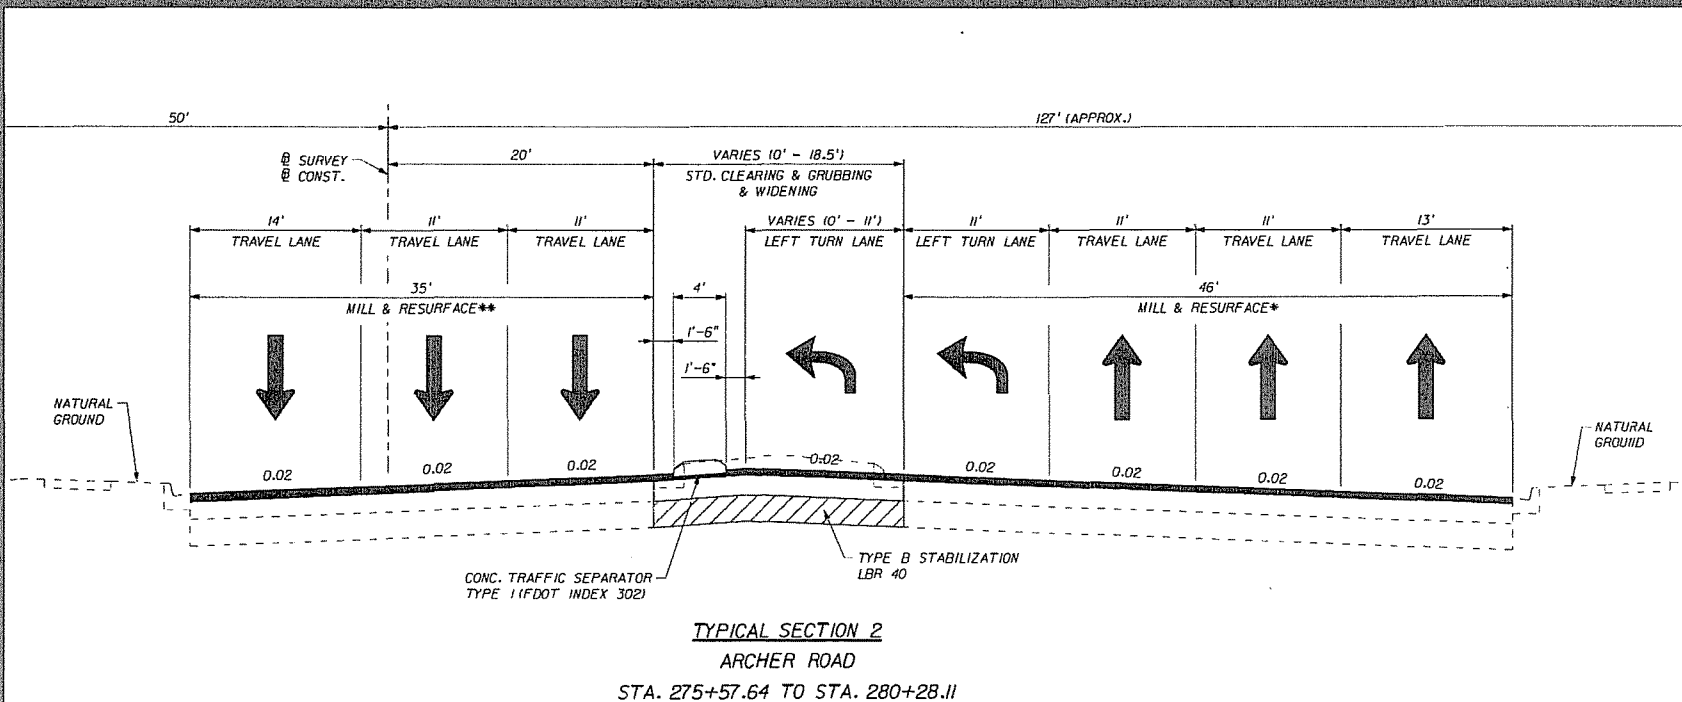 50'
127' (APPROX.)
℄ SURVEY
℄ CONST.
20'
VARIES (0' - 18.5')
STD. CLEARING & GRUBBING
& WIDENING
14'
11'
11'
VARIES (0' - 11')
11'
11'
11'
13'
TRAVEL LANE
TRAVEL LANE
TRAVEL LANE
LEFT TURN LANE
LEFT TURN LANE
TRAVEL LANE
TRAVEL LANE
TRAVEL LANE
35'
MILL & RESURFACE**
4'
46'
MILL & RESURFACE*
1'-6"
1'-6"
NATURAL
GROUND
NATURAL
GROUND
0.02
0.02
0.02
0.02
0.02
0.02
0.02
0.02
CONC. TRAFFIC SEPARATOR
TYPE I (FDOT INDEX 302)
TYPE B STABILIZATION
LBR 40
TYPICAL SECTION 2
ARCHER ROAD
STA. 275+57.64 TO STA. 280+28.11